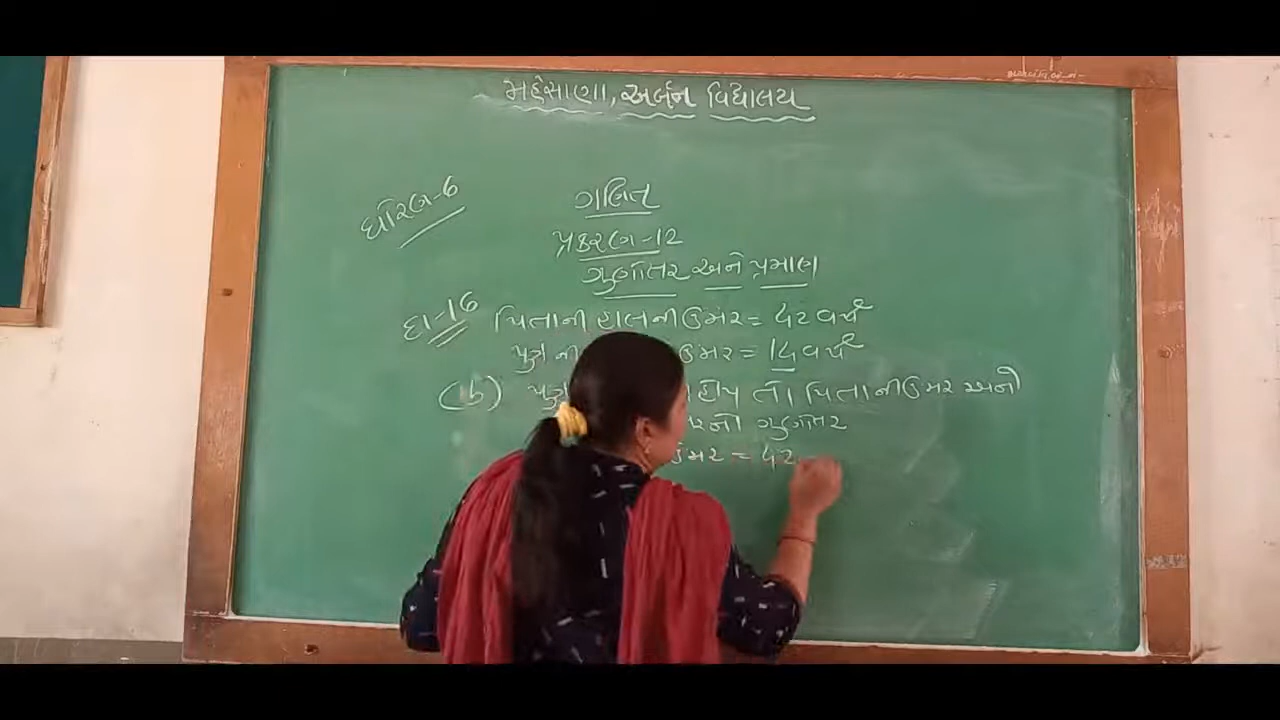 મહેસાણા, અર્બન વિદ્યાલય
ધોરણ-6
ગણિત
પ્રકરણ-12
ગુણોત્તર અને પ્રમાણ
દા-16 પિતાની હાલની ઉંમર = 42 વર્ષ
પુત્ર ની ઉંમર = 14 વર્ષ
(b) હોય તો પિતાની ઉંમર અને
ગુણોતર
ઉંમર = 42